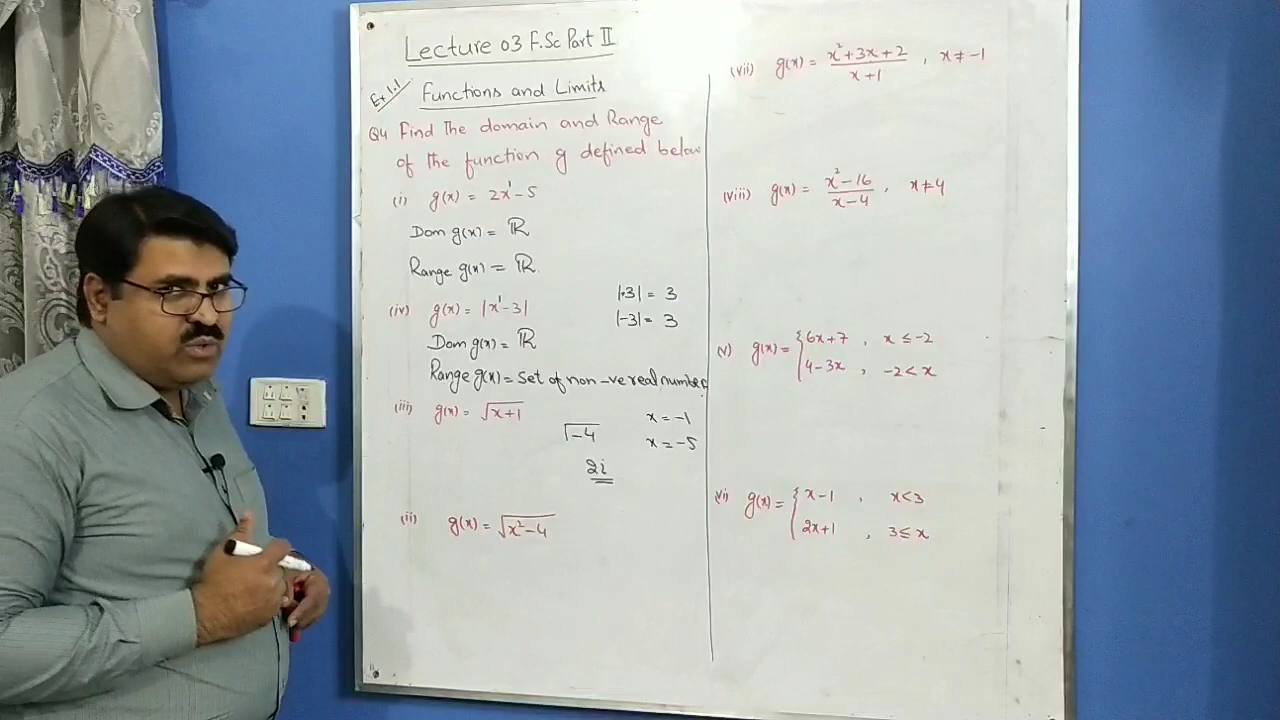 Lecture 03 F.Sc Part II
Ex 1.1 Functions and Limits
Q4 Find The domain and Range
of the function g defined below
(i) g(x) = 2x¹ - 5
Dom g(x) = ℝ
Range g(x) = ℝ.
(iv) g(x) = |x¹-3|
|+3| = 3
|-3| = 3
Dom g(x) = ℝ
Range g(x) = Set of non -ve real number.
(iii) g(x) = √(x+1)
x = -1
√-4
x = -5
2i
(ii) g(x) = √(x²-4)
(vii) g(x) = (x²+3x+2)/(x+1) , x ≠ -1
(viii) g(x) = (x²-16)/(x-4) , x ≠ 4
(v) g(x) = { 6x+7 , x ≤ -2
4-3x , -2 < x
(vi) g(x) = { x-1 , x<3
2x+1 , 3 ≤ x